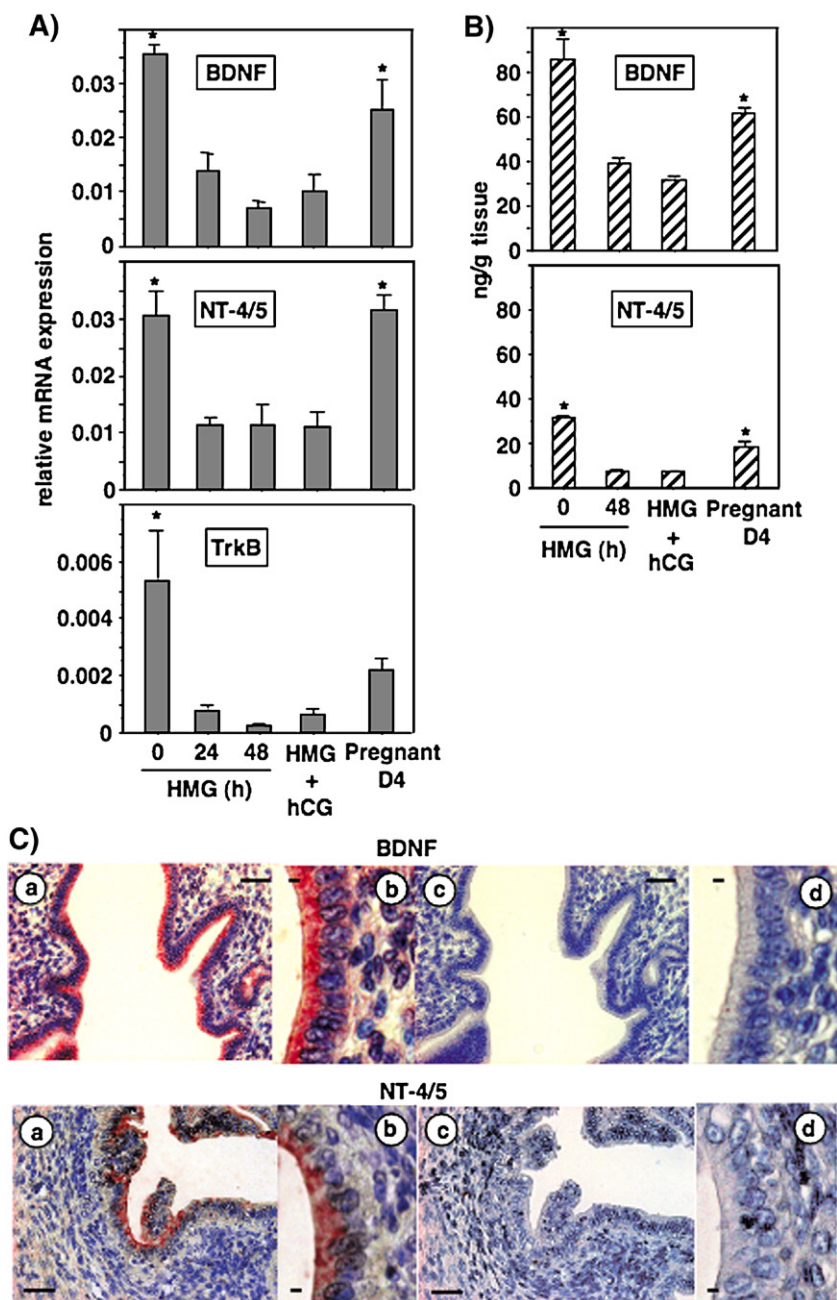 A)
*
BDNF
*
0.03
0.01
0
*
NT-4/5
*
0.03
0.02
0.01
0
relative mRNA expression
*
TrkB
0.006
0.004
0.002
0
0 24 48 HMG + hCG Pregnant D4
HMG (h)
B)
*
BDNF
*
80
60
40
20
0
ng/g tissue
NT-4/5
80
60
40
20
0
*
*
0 48 HMG + hCG Pregnant D4
HMG (h)
C)
BDNF
a b c d
NT-4/5
a b c d